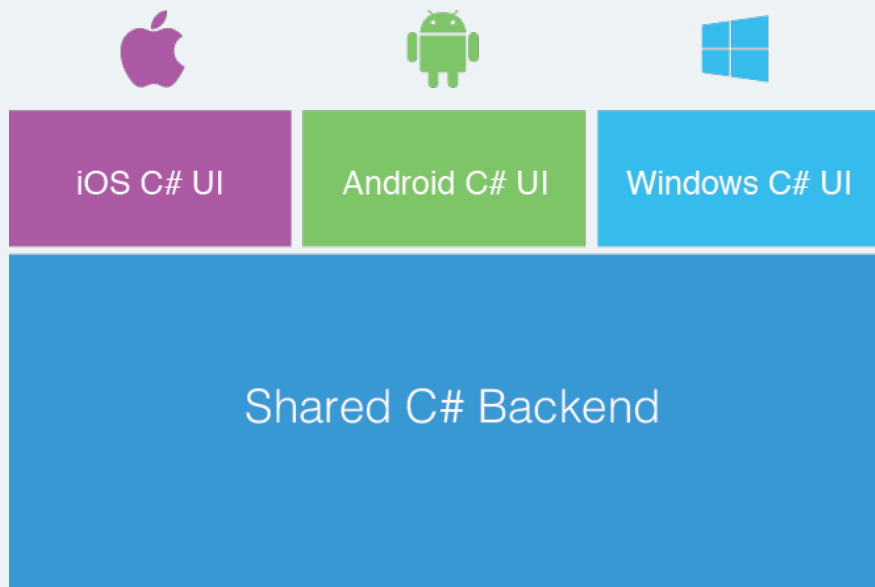 iOS C# UI
Android C# UI
Windows C# UI
Shared C# Backend